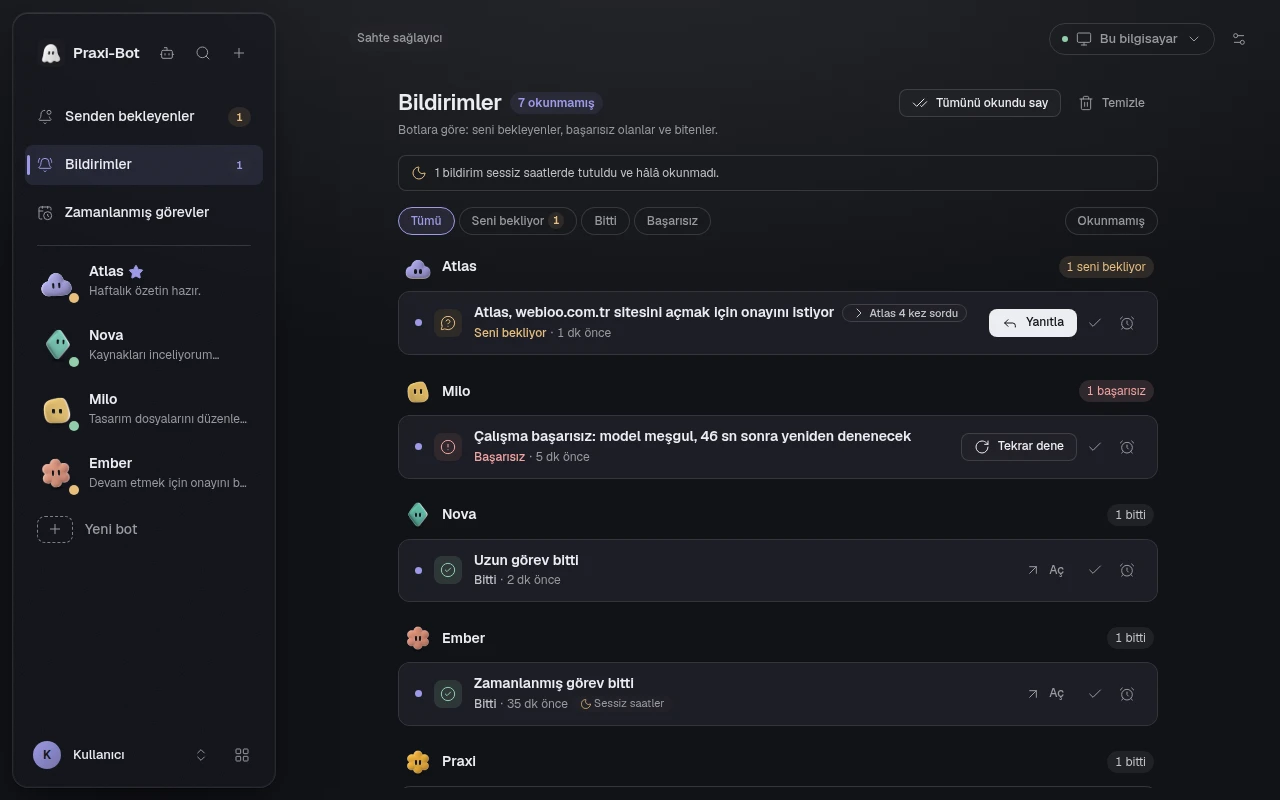 Praxi-Bot
Senden bekleyenler 1
Bildirimler 1
Zamanlanmış görevler
Atlas
Haftalık özetin hazır.
Nova
Kaynakları inceliyorum...
Milo
Tasarım dosyalarını düzenle...
Ember
Devam etmek için onayını b...
Yeni bot
K Kullanıcı
Sahte sağlayıcı
Bu bilgisayar
Bildirimler 7 okunmamış
Tümünü okundu say
Temizle
Botlara göre: seni bekleyenler, başarısız olanlar ve bitenler.
1 bildirim sessiz saatlerde tutuldu ve hâlâ okunmadı.
Tümü Seni bekliyor 1 Bitti Başarısız Okunmamış
Atlas 1 seni bekliyor
Atlas, webioo.com.tr sitesini açmak için onayını istiyor Atlas 4 kez sordu
Seni bekliyor · 1 dk önce
Yanıtla
Milo 1 başarısız
Çalışma başarısız: model meşgul, 46 sn sonra yeniden denenecek
Başarısız · 5 dk önce
Tekrar dene
Nova 1 bitti
Uzun görev bitti
Bitti · 2 dk önce
Aç
Ember 1 bitti
Zamanlanmış görev bitti
Bitti · 35 dk önce Sessiz saatler
Aç
Praxi 1 bitti